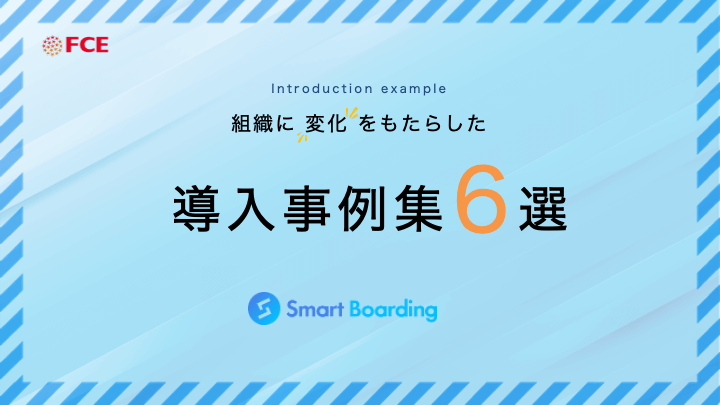 FCE
Introduction example
組織に変化をもたらした
導入事例集6選
Smart Boarding